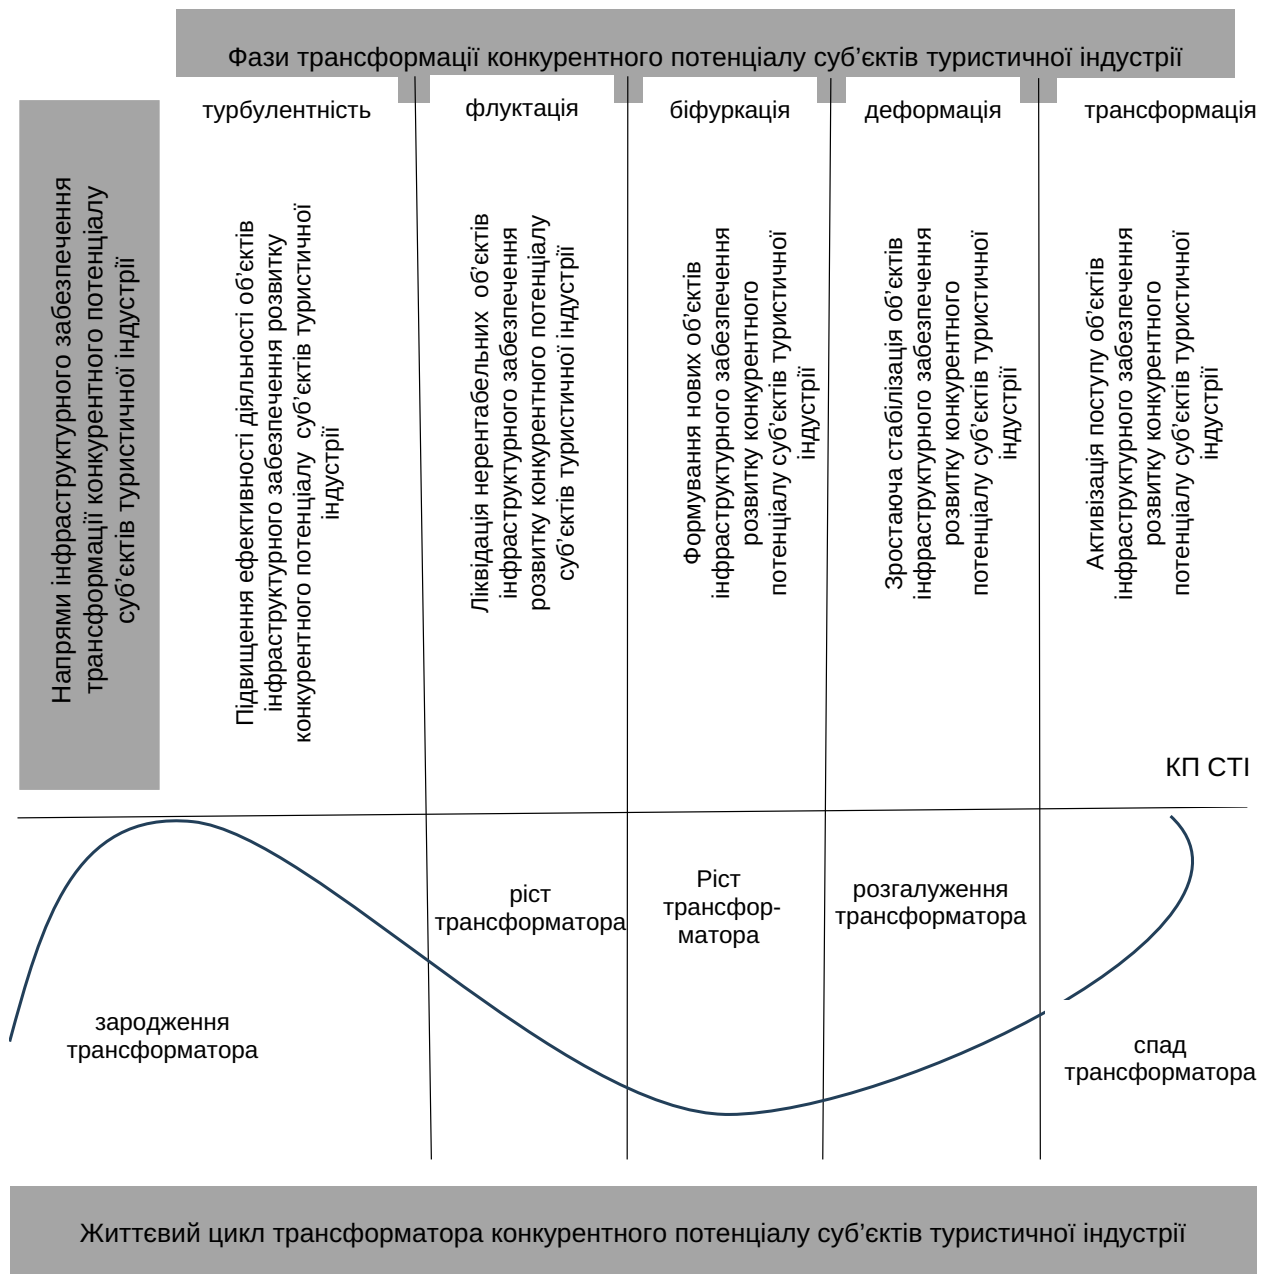 Фази трансформації конкурентного потенціалу суб’єктів туристичної індустрії
турбулентність
флуктація
біфуркація
деформація
трансформація
Напрями інфраструктурного забезпечення
трансформації конкурентного потенціалу
суб’єктів туристичної індустрії
Підвищення ефективності діяльності об’єктів
інфраструктурного забезпечення розвитку
конкурентного потенціалу суб’єктів туристичної
індустрії
Ліквідація нерентабельних об’єктів
інфраструктурного забезпечення
розвитку конкурентного потенціалу
суб’єктів туристичної індустрії
Формування нових об’єктів
інфраструктурного забезпечення
розвитку конкурентного
потенціалу суб’єктів туристичної
індустрії
Зростаюча стабілізація об’єктів
інфраструктурного забезпечення
розвитку конкурентного
потенціалу суб’єктів туристичної
індустрії
Активізація поступу об’єктів
інфраструктурного забезпечення
розвитку конкурентного
потенціалу суб’єктів туристичної
індустрії
КП СТІ
зародження
трансформатора
ріст
трансформатора
Ріст
трансфор-
матора
розгалуження
трансформатора
спад
трансформатора
Життєвий цикл трансформатора конкурентного потенціалу суб’єктів туристичної індустрії